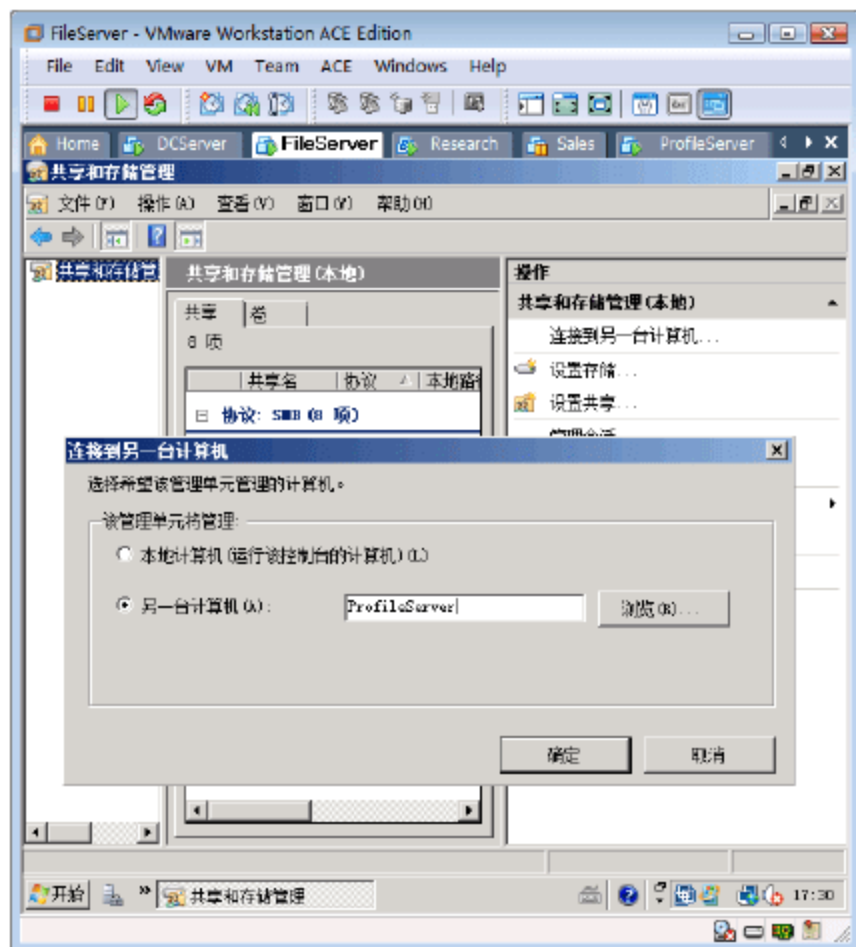 FileServer - VMware Workstation ACE Edition
File Edit View VM Team ACE Windows Help
Home DCServer FileServer Research Sales ProfileServer
共享和存储管理
文件(F) 操作(A) 查看(V) 窗口(W) 帮助(H)
共享和存储管
共享和存储管理(本地)
共享 卷
8 项
共享名 协议 本地路径
协议: SMB (8 项)
操作
共享和存储管理(本地)
连接到另一台计算机...
设置存储...
设置共享...
连接到另一台计算机
选择希望该管理单元管理的计算机。
该管理单元将管理:
本地计算机(运行该控制台的计算机)(L)
另一台计算机(A): ProfileServer 浏览(R)...
确定 取消
开始 » 共享和存储管理 17:30